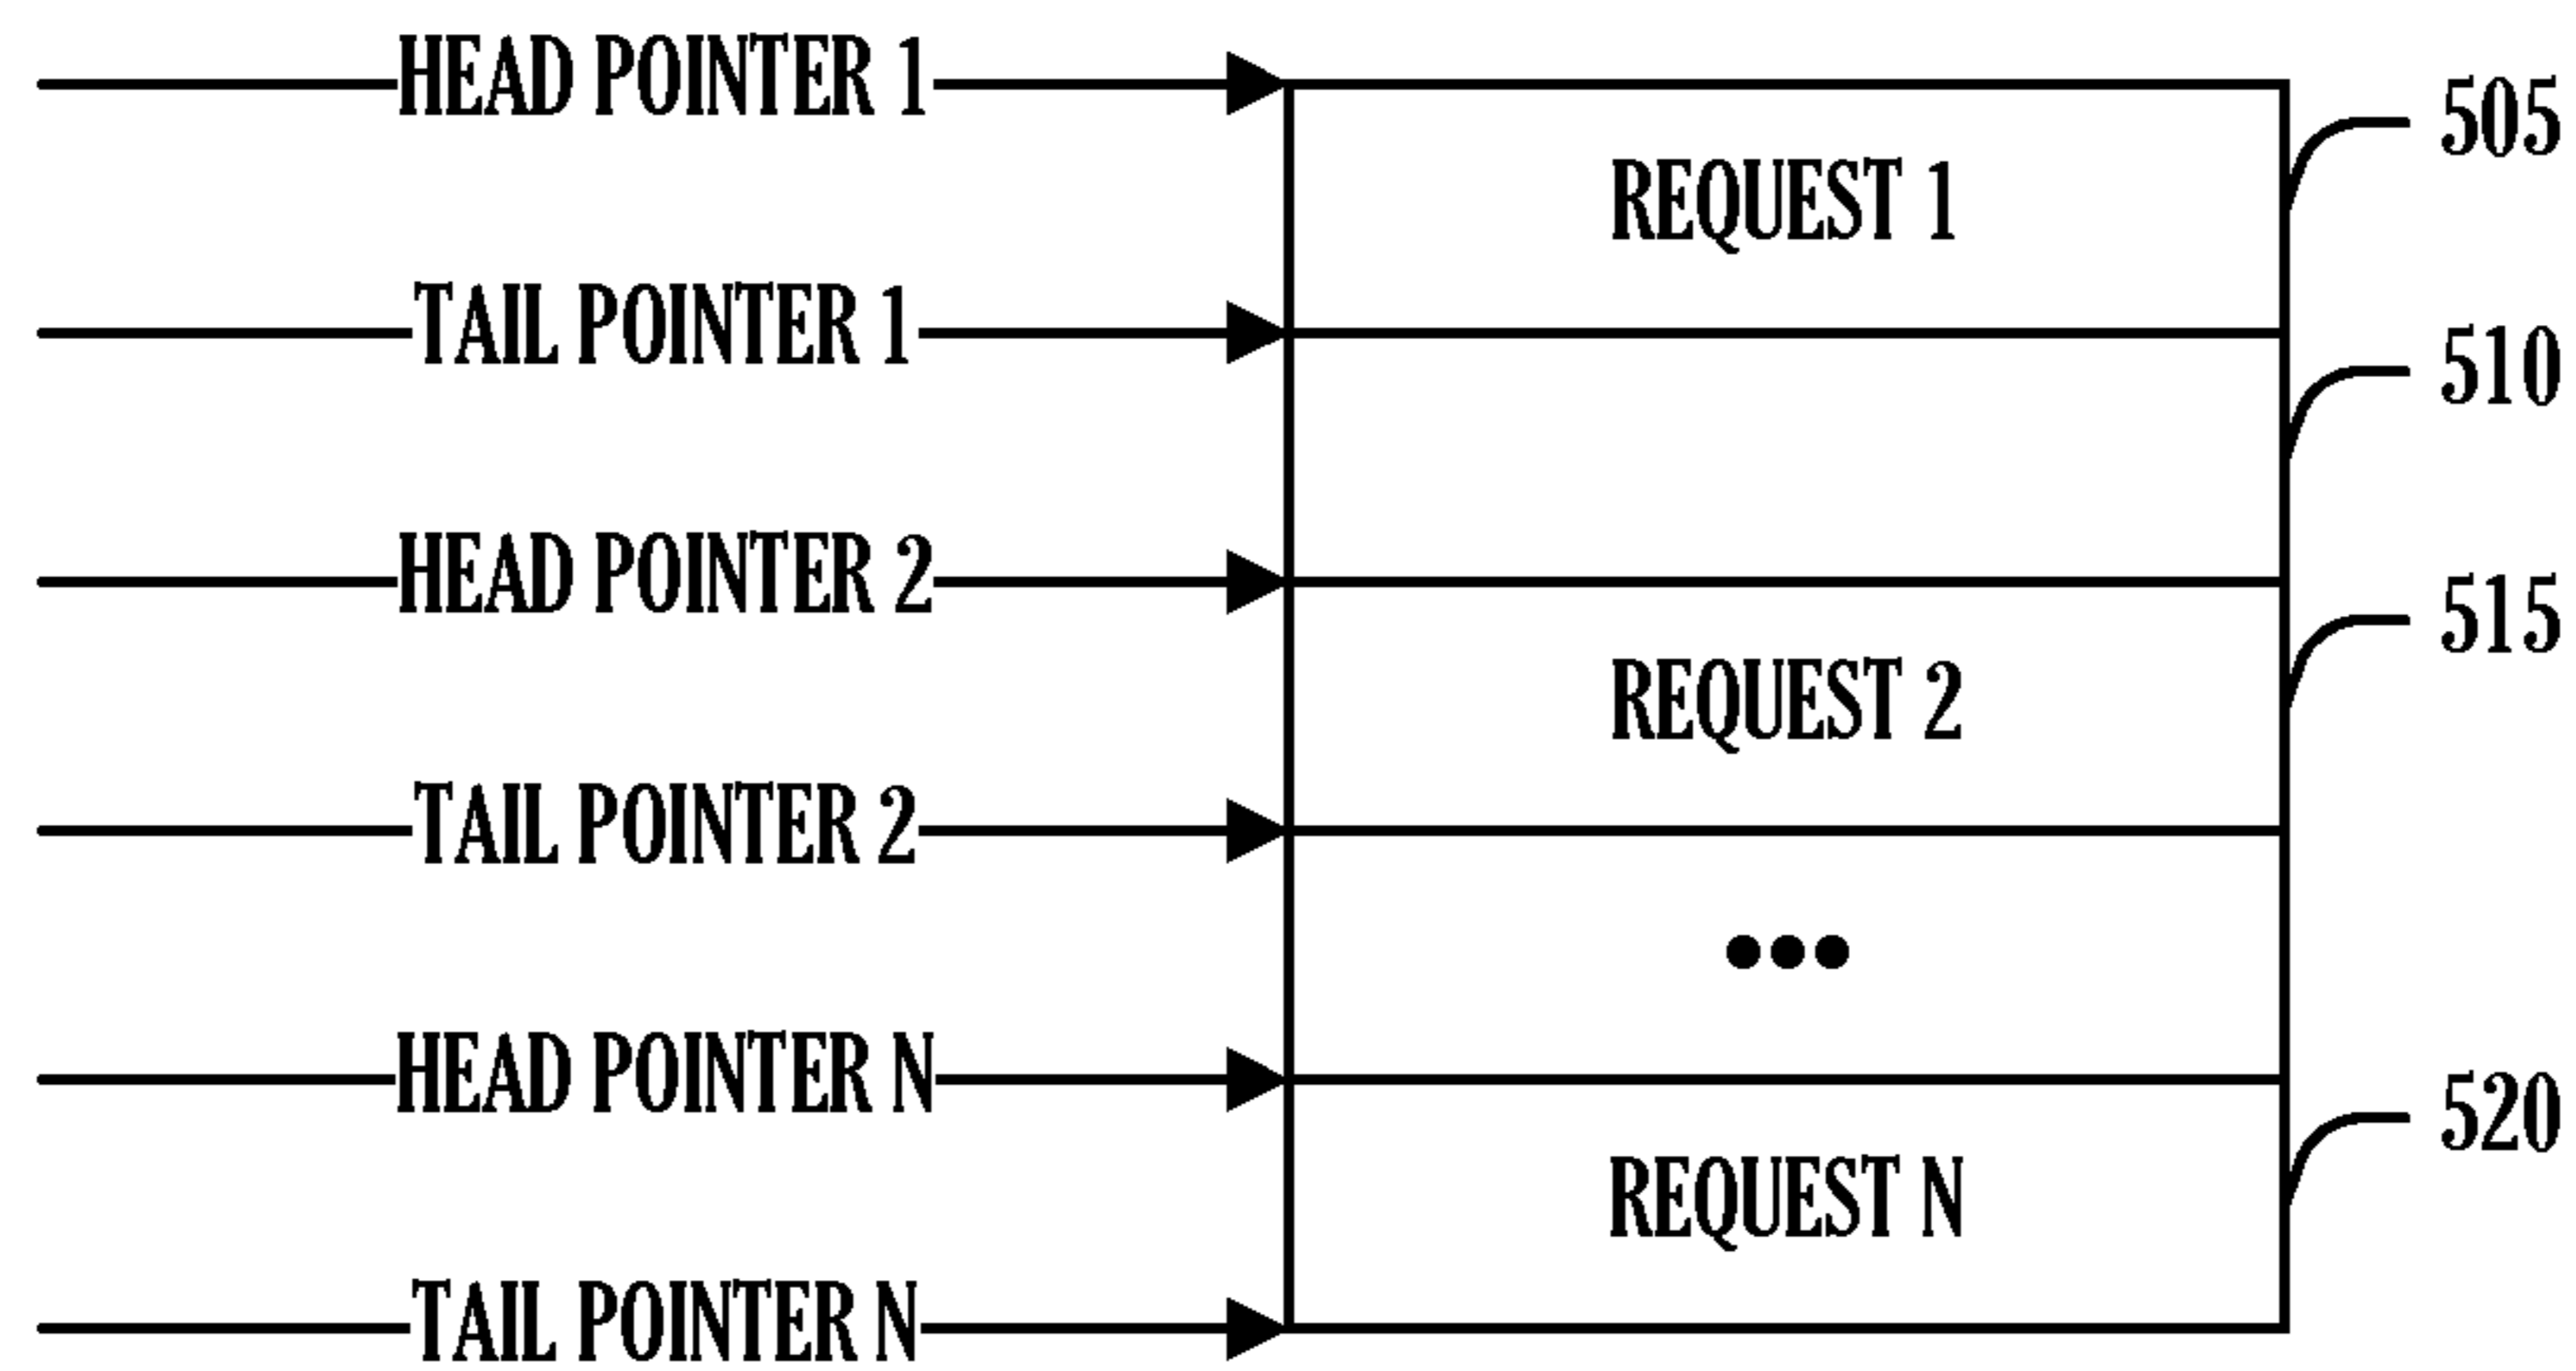 HEAD POINTER 1
505
REQUEST 1
TAIL POINTER 1
510
HEAD POINTER 2
515
REQUEST 2
TAIL POINTER 2
•••
HEAD POINTER N
520
REQUEST N
TAIL POINTER N